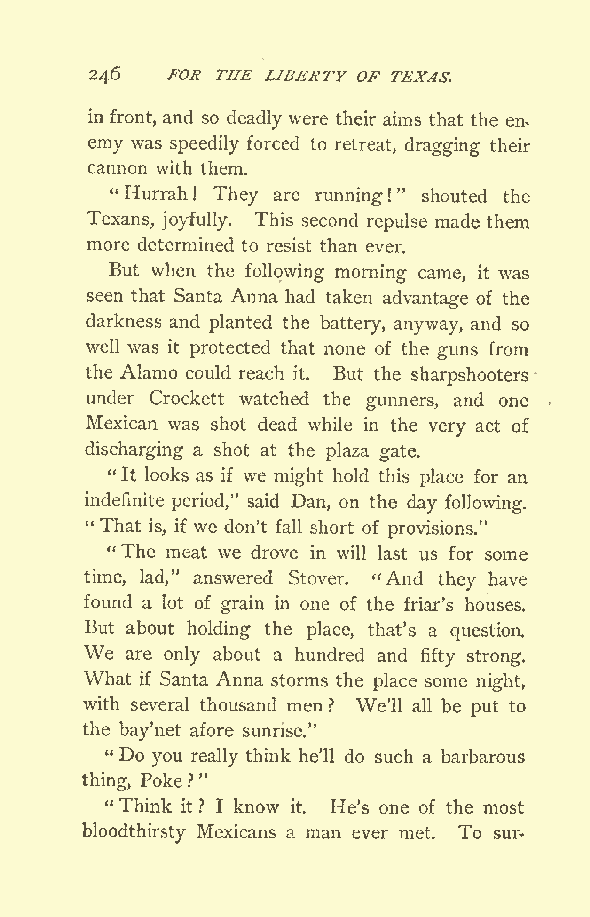 246 FOR THE LIBERTY OF TEXAS.
in front, and so deadly were their aims that the en-
emy was speedily forced to retreat, dragging their
cannon with them.
"Hurrah! They are running!" shouted the
Texans, joyfully. This second repulse made them
more determined to resist than ever.
But when the following morning came, it was
seen that Santa Anna had taken advantage of the
darkness and planted the battery, anyway, and so
well was it protected that none of the guns from
the Alamo could reach it. But the sharpshooters
under Crockett watched the gunners, and one
Mexican was shot dead while in the very act of
discharging a shot at the plaza gate.
"It looks as if we might hold this place for an
indefinite period," said Dan, on the day following.
"That is, if we don't fall short of provisions."
"The meat we drove in will last us for some
time, lad," answered Stover. "And they have
found a lot of grain in one of the friar's houses.
But about holding the place, that's a question.
We are only about a hundred and fifty strong.
What if Santa Anna storms the place some night,
with several thousand men? We'll all be put to
the bay'net afore sunrise."
"Do you really think he'll do such a barbarous
thing, Poke?"
"Think it? I know it. He's one of the most
bloodthirsty Mexicans a man ever met. To sur-